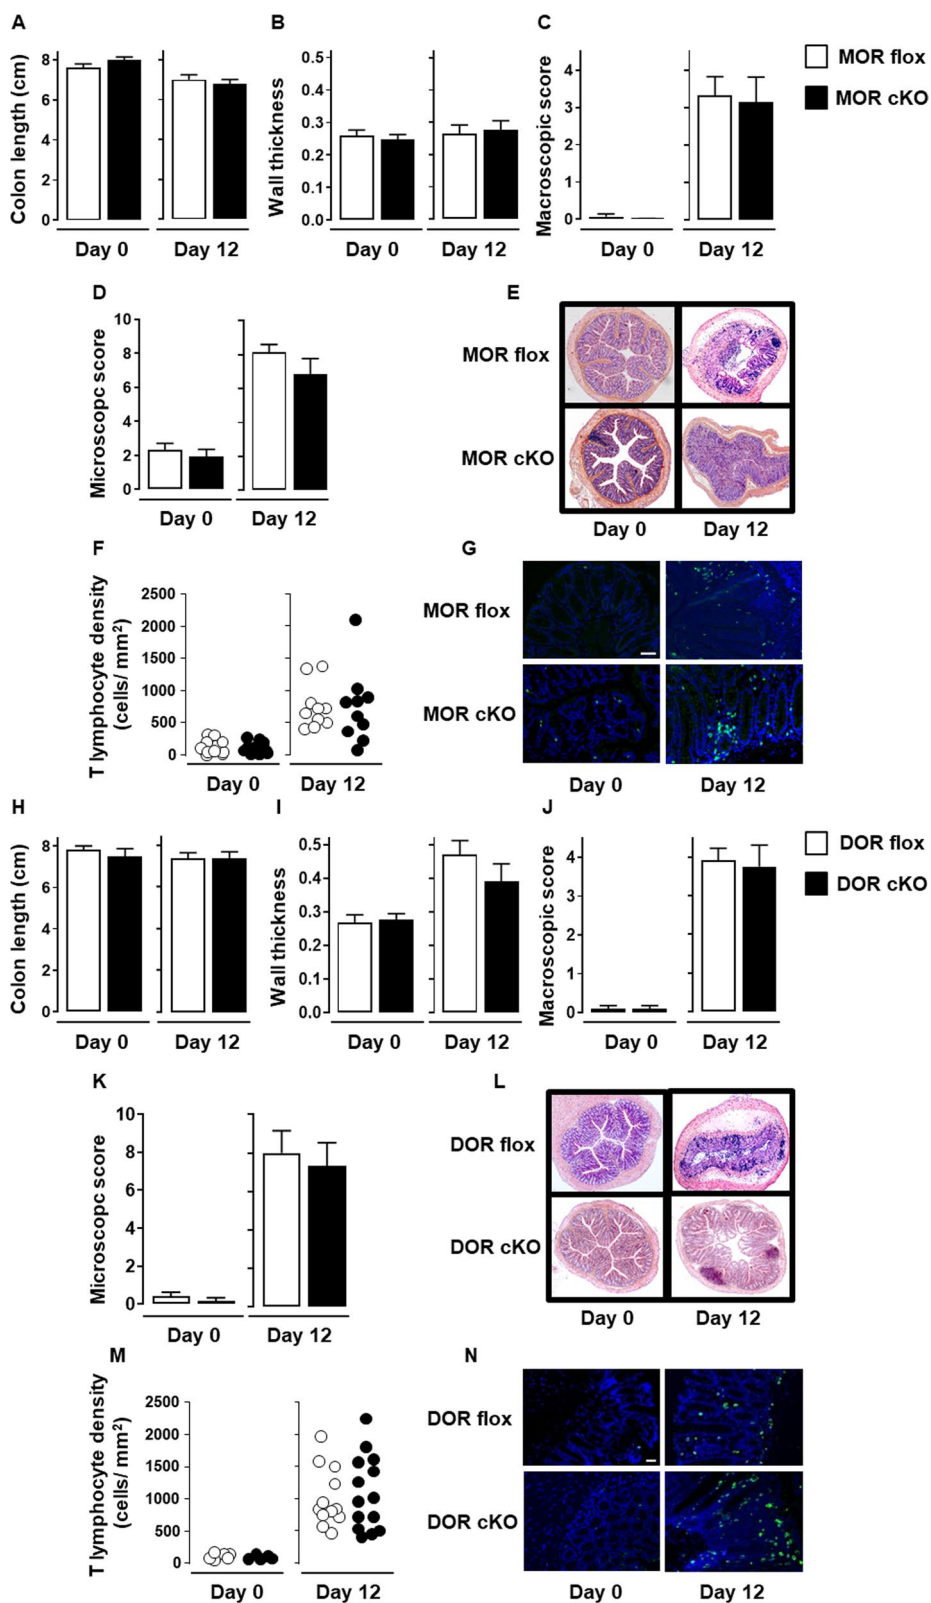 A
B
C
Colon length (cm)
8
6
4
2
0
Day 0
Day 12
Wall thickness
0.5
0.4
0.3
0.2
0.1
0.0
Day 0
Day 12
Macroscopic score
4
3
2
1
0
Day 0
Day 12
MOR flox
MOR cKO
D
E
Microscopc score
10
8
6
4
2
0
Day 0
Day 12
MOR flox
MOR cKO
Day 0
Day 12
F
G
T lymphocyte density
(cells/ mm²)
2500
2000
1500
1000
500
0
Day 0
Day 12
MOR flox
MOR cKO
Day 0
Day 12
H
I
J
Colon length (cm)
8
6
4
2
0
Day 0
Day 12
Wall thickness
0.5
0.4
0.3
0.2
0.1
0.0
Day 0
Day 12
Macroscopic score
4
3
2
1
0
Day 0
Day 12
DOR flox
DOR cKO
K
L
Microscopc score
10
8
6
4
2
0
Day 0
Day 12
DOR flox
DOR cKO
Day 0
Day 12
M
N
T lymphocyte density
(cells/ mm²)
2500
2000
1500
1000
500
0
Day 0
Day 12
DOR flox
DOR cKO
Day 0
Day 12